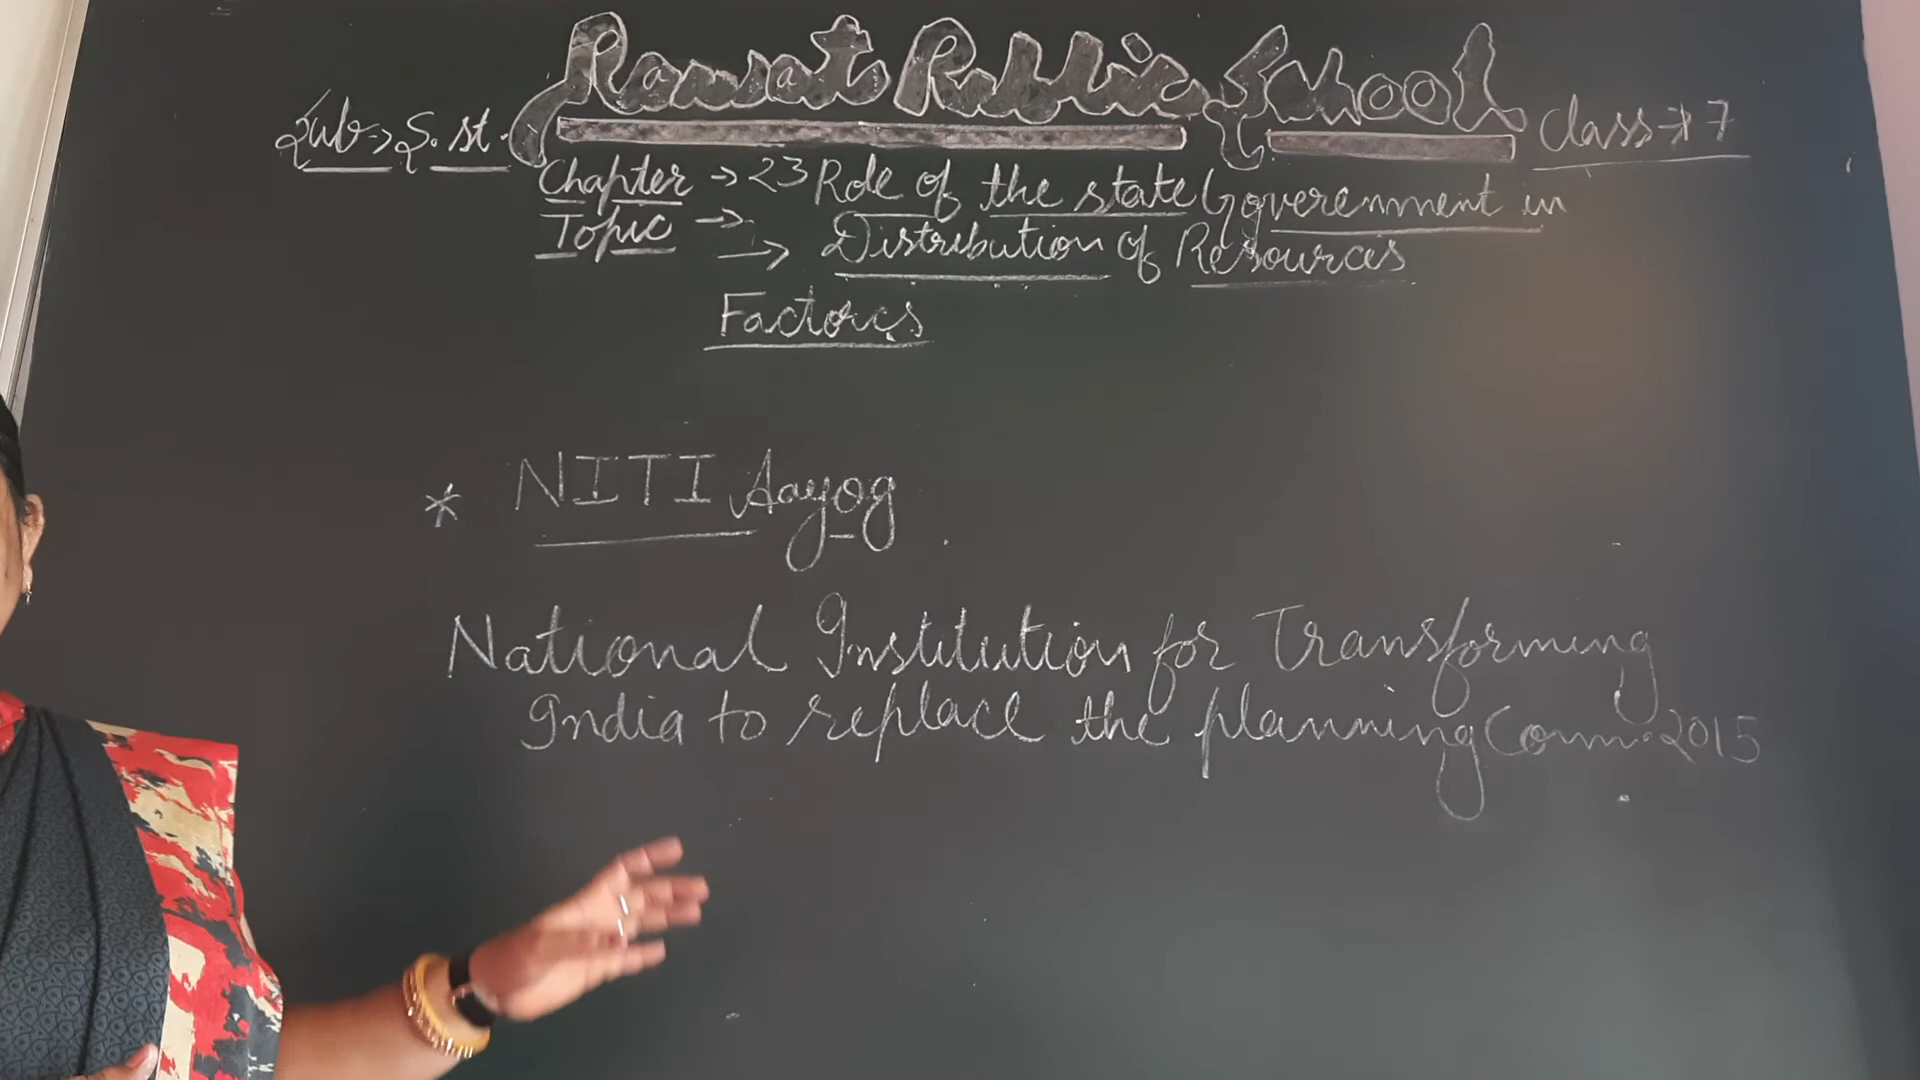 Ramsat Public School
Sub → S.st. Class → 7
Chapter → 23 Role of the state Government in
Topic →
→ Distribution of Resources
Factors
* NITI Aayog
National Institution for Transforming
India to replace the planning Comm. 2015